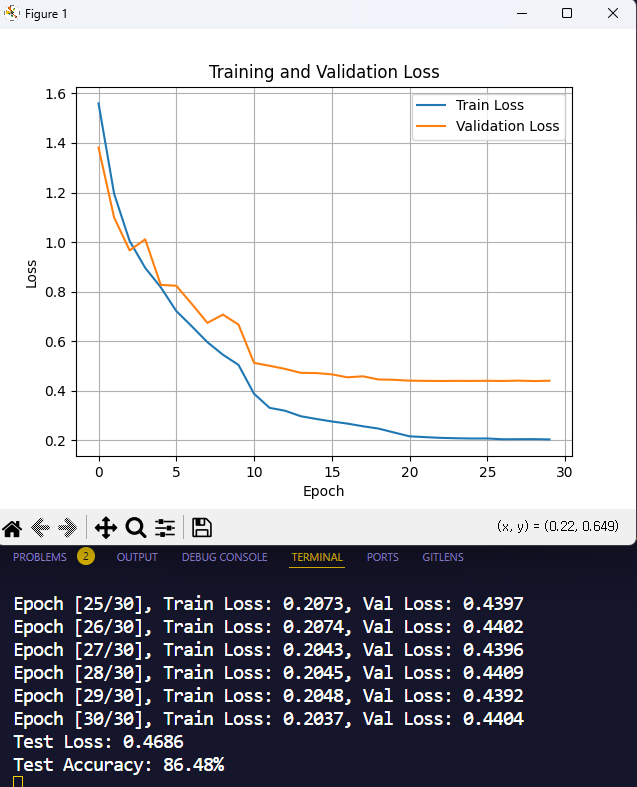 Figure 1
Training and Validation Loss
Train Loss
Validation Loss
1.6
1.4
1.2
1.0
0.8
0.6
0.4
0.2
Loss
0 5 10 15 20 25 30
Epoch
(x, y) = (0.22, 0.649)
PROBLEMS 2 OUTPUT DEBUG CONSOLE TERMINAL PORTS GITLENS
Epoch [25/30], Train Loss: 0.2073, Val Loss: 0.4397
Epoch [26/30], Train Loss: 0.2074, Val Loss: 0.4402
Epoch [27/30], Train Loss: 0.2043, Val Loss: 0.4396
Epoch [28/30], Train Loss: 0.2045, Val Loss: 0.4409
Epoch [29/30], Train Loss: 0.2048, Val Loss: 0.4392
Epoch [30/30], Train Loss: 0.2037, Val Loss: 0.4404
Test Loss: 0.4686
Test Accuracy: 86.48%